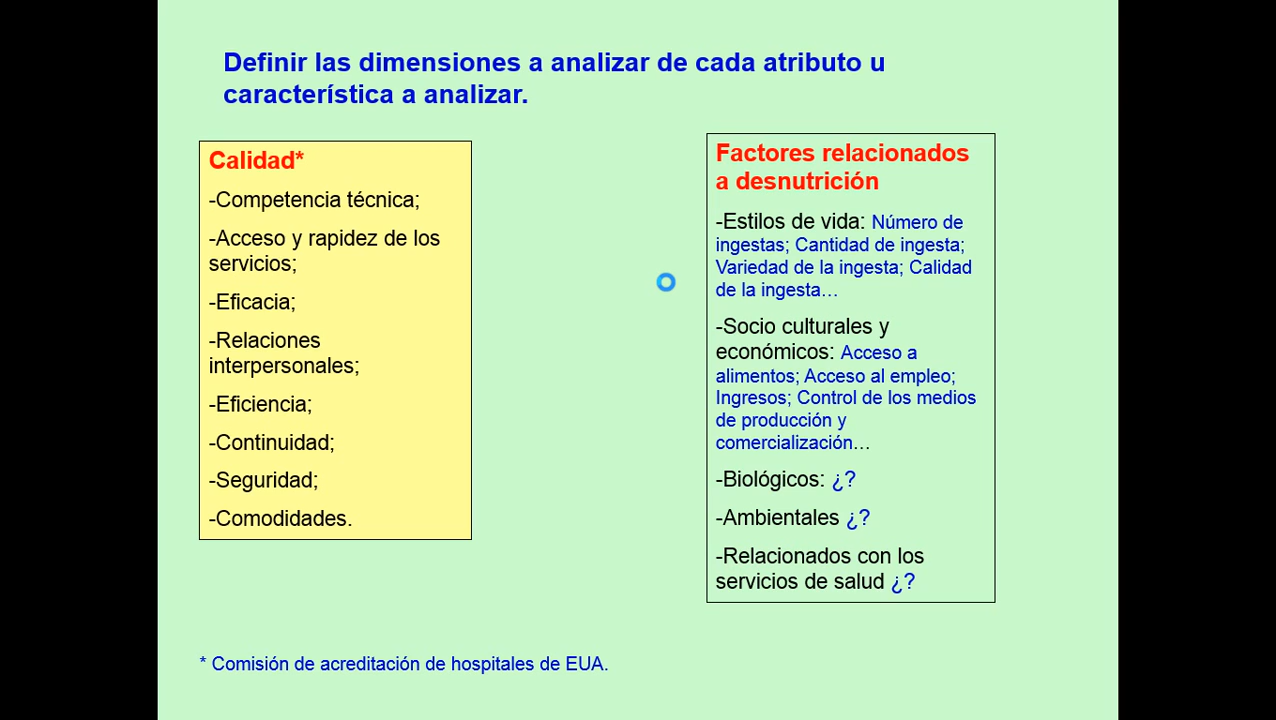 Definir las dimensiones a analizar de cada atributo u
característica a analizar.
Calidad*
-Competencia técnica;
-Acceso y rapidez de los
servicios;
-Eficacia;
-Relaciones
interpersonales;
-Eficiencia;
-Continuidad;
-Seguridad;
-Comodidades.
Factores relacionados
a desnutrición
-Estilos de vida: Número de
ingestas; Cantidad de ingesta;
Variedad de la ingesta; Calidad
de la ingesta…
-Socio culturales y
económicos: Acceso a
alimentos; Acceso al empleo;
Ingresos; Control de los medios
de producción y
comercialización…
-Biológicos: ¿?
-Ambientales ¿?
-Relacionados con los
servicios de salud ¿?
* Comisión de acreditación de hospitales de EUA.